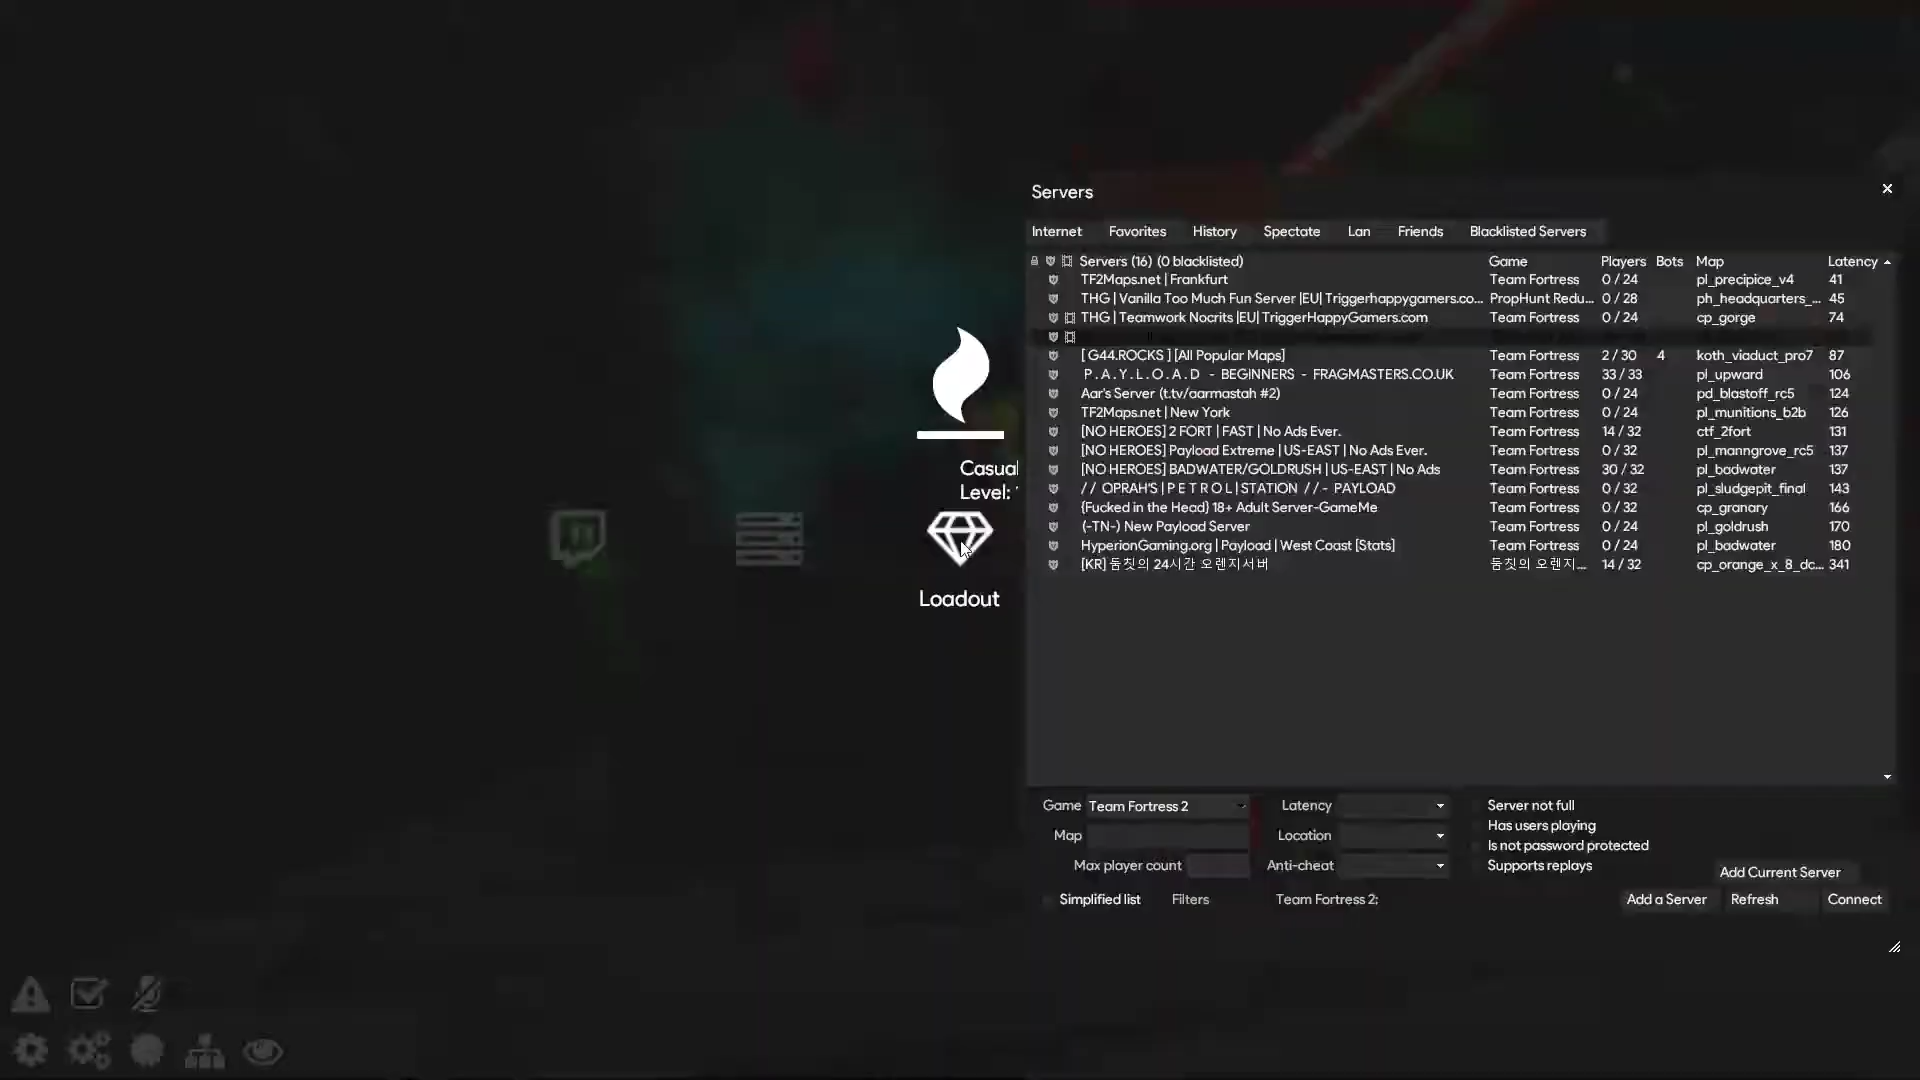 Servers
Internet Favorites History Spectate Lan Friends Blacklisted Servers
Servers (16) (0 blacklisted) Game Players Bots Map Latency
TF2Maps.net | Frankfurt Team Fortress 0 / 24 pl_precipice_v4 41
THG | Vanilla Too Much Fun Server |EU| Triggerhappygamers.co... PropHunt Redu... 0 / 28 ph_headquarters_... 45
THG | Teamwork Nocrits |EU| TriggerHappyGamers.com Team Fortress 0 / 24 cp_gorge 74
[ G44.ROCKS ] [All Popular Maps] Team Fortress 2 / 30 4 koth_viaduct_pro7 87
P.A.Y.L.O.A.D - BEGINNERS - FRAGMASTERS.CO.UK Team Fortress 33 / 33 pl_upward 106
Aar's Server (t.tv/aarmastah #2) Team Fortress 0 / 24 pd_blastoff_rc5 124
TF2Maps.net | New York Team Fortress 0 / 24 pl_munitions_b2b 126
[NO HEROES] 2 FORT | FAST | No Ads Ever. Team Fortress 14 / 32 ctf_2fort 131
[NO HEROES] Payload Extreme | US-EAST | No Ads Ever. Team Fortress 0 / 32 pl_manngrove_rc5 137
[NO HEROES] BADWATER/GOLDRUSH | US-EAST | No Ads Team Fortress 30 / 32 pl_badwater 137
// OPRAH'S | P E T R O L | STATION // - PAYLOAD Team Fortress 0 / 32 pl_sludgepit_final 143
{Fucked in the Head} 18+ Adult Server-GameMe Team Fortress 0 / 32 cp_granary 166
(-TN-) New Payload Server Team Fortress 0 / 24 pl_goldrush 170
HyperionGaming.org | Payload | West Coast [Stats] Team Fortress 0 / 24 pl_badwater 180
[KR] 둠칫의 24시간 오렌지서버 둠칫의 오렌지... 14 / 32 cp_orange_x_8_dc... 341
Casual
Level:
Loadout
Game Team Fortress 2 Latency Server not full
Has users playing
Map Location Is not password protected
Max player count Anti-cheat Supports replays
Add Current Server
Simplified list Filters Team Fortress 2; Add a Server Refresh Connect